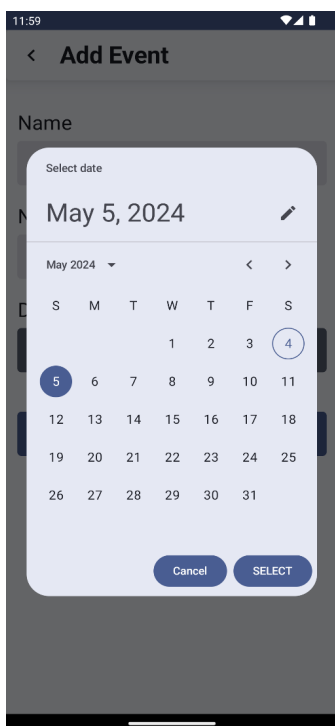 11:59
Add Event
Name
N
D
Select date
May 5, 2024
May 2024
S M T W T F S
1 2 3 4
5 6 7 8 9 10 11
12 13 14 15 16 17 18
19 20 21 22 23 24 25
26 27 28 29 30 31
Cancel SELECT